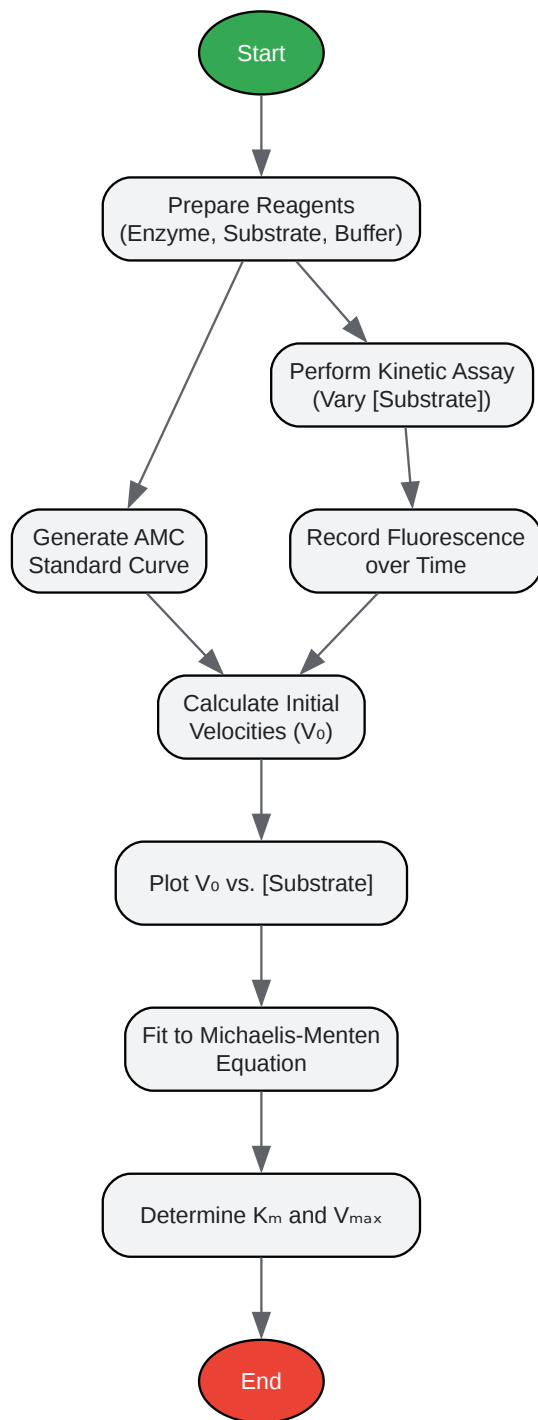 Start
Prepare Reagents
(Enzyme, Substrate, Buffer)
Perform Kinetic Assay
(Vary [Substrate])
Generate AMC
Standard Curve
Record Fluorescence
over Time
Calculate Initial
Velocities (V₀)
Plot V₀ vs. [Substrate]
Fit to Michaelis-Menten
Equation
Determine Kₘ and Vₘₐₓ
End